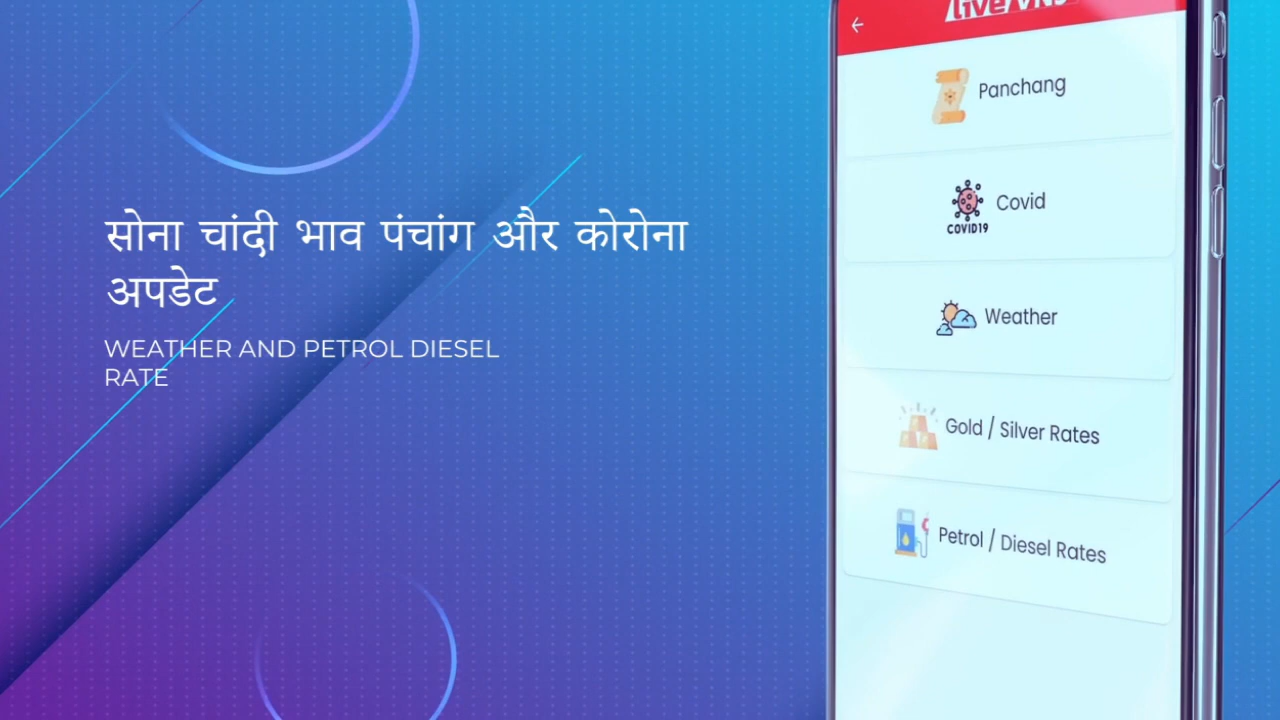 सोना चांदी भाव पंचांग और कोरोना
अपडेट
WEATHER AND PETROL DIESEL
RATE
Panchang
Covid
COVID19
Weather
Gold / Silver Rates
Petrol / Diesel Rates